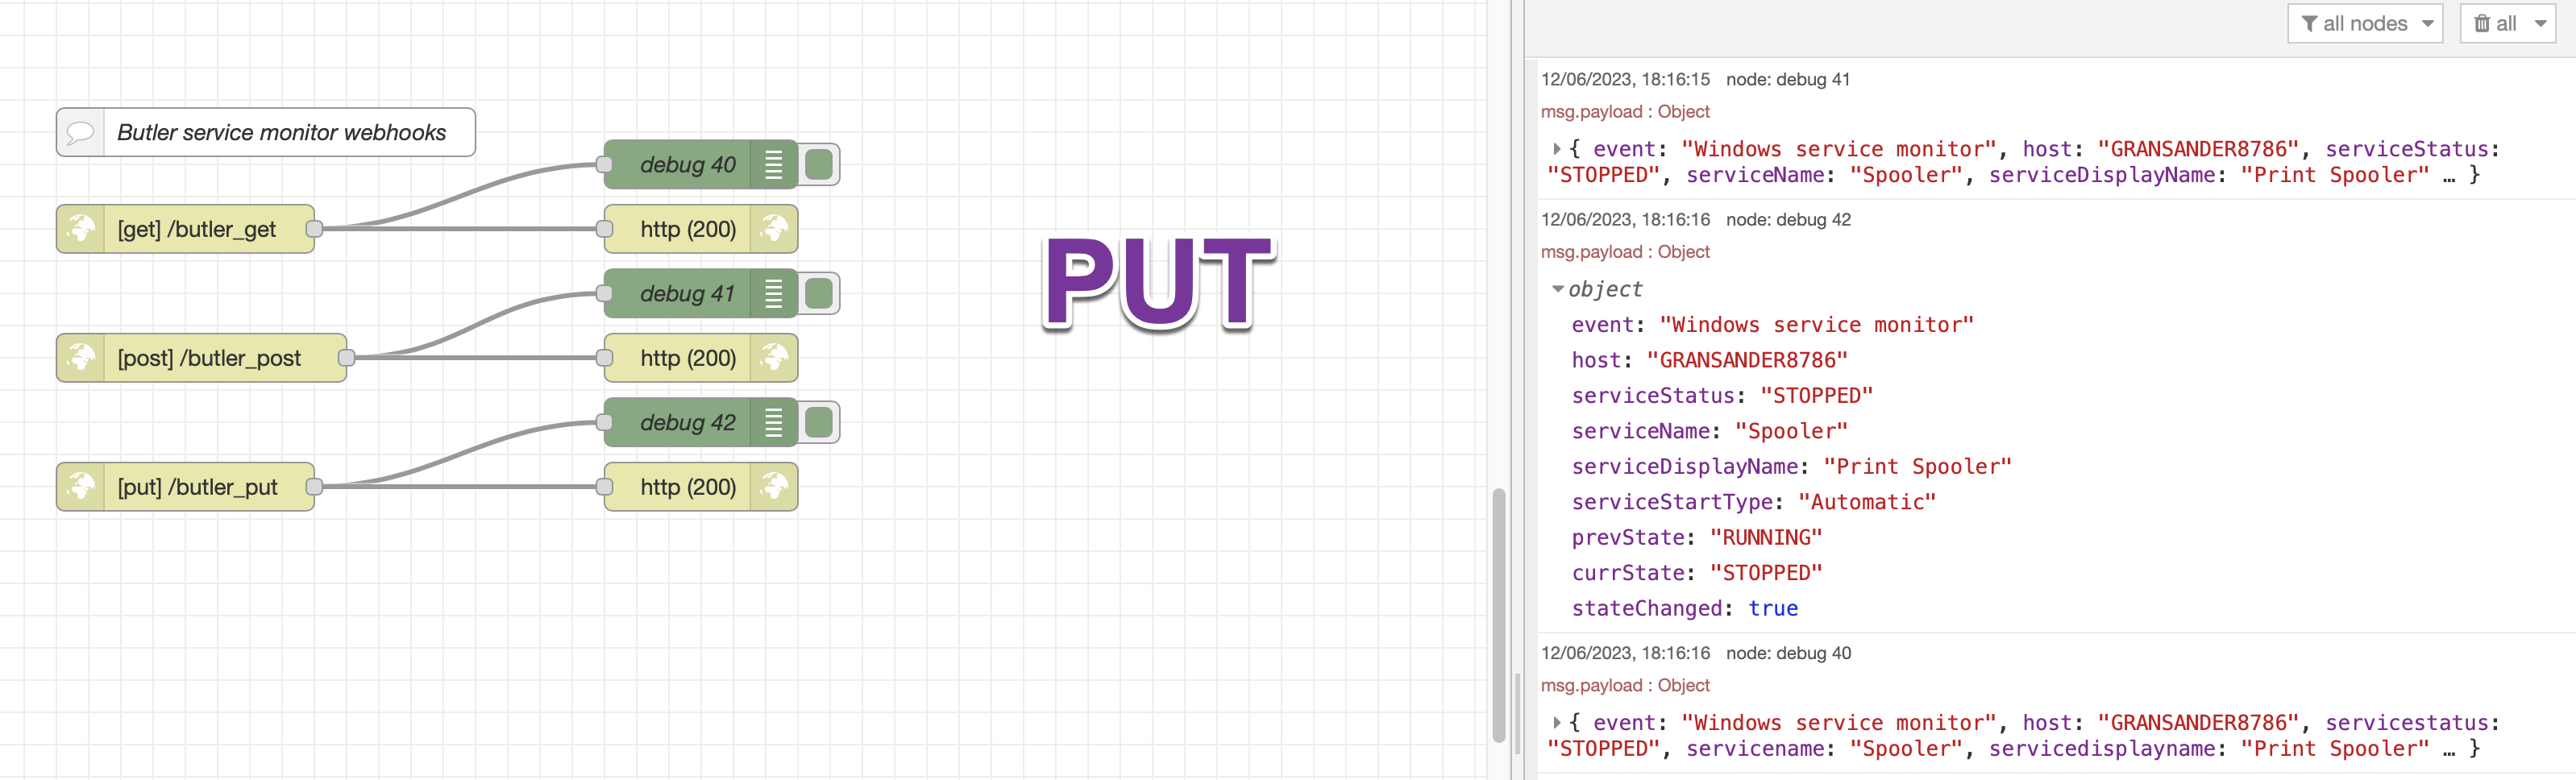 Butler service monitor webhooks
debug 40
[get] /butler_get
http (200)
debug 41
[post] /butler_post
http (200)
debug 42
[put] /butler_put
http (200)
PUT
all nodes
all
12/06/2023, 18:16:15 node: debug 41
msg.payload : Object
{ event: "Windows service monitor", host: "GRANSANDER8786", serviceStatus:
"STOPPED", serviceName: "Spooler", serviceDisplayName: "Print Spooler" … }
12/06/2023, 18:16:16 node: debug 42
msg.payload : Object
object
event: "Windows service monitor"
host: "GRANSANDER8786"
serviceStatus: "STOPPED"
serviceName: "Spooler"
serviceDisplayName: "Print Spooler"
serviceStartType: "Automatic"
prevState: "RUNNING"
currState: "STOPPED"
stateChanged: true
12/06/2023, 18:16:16 node: debug 40
msg.payload : Object
{ event: "Windows service monitor", host: "GRANSANDER8786", servicestatus:
"STOPPED", servicename: "Spooler", servicedisplayname: "Print Spooler" … }